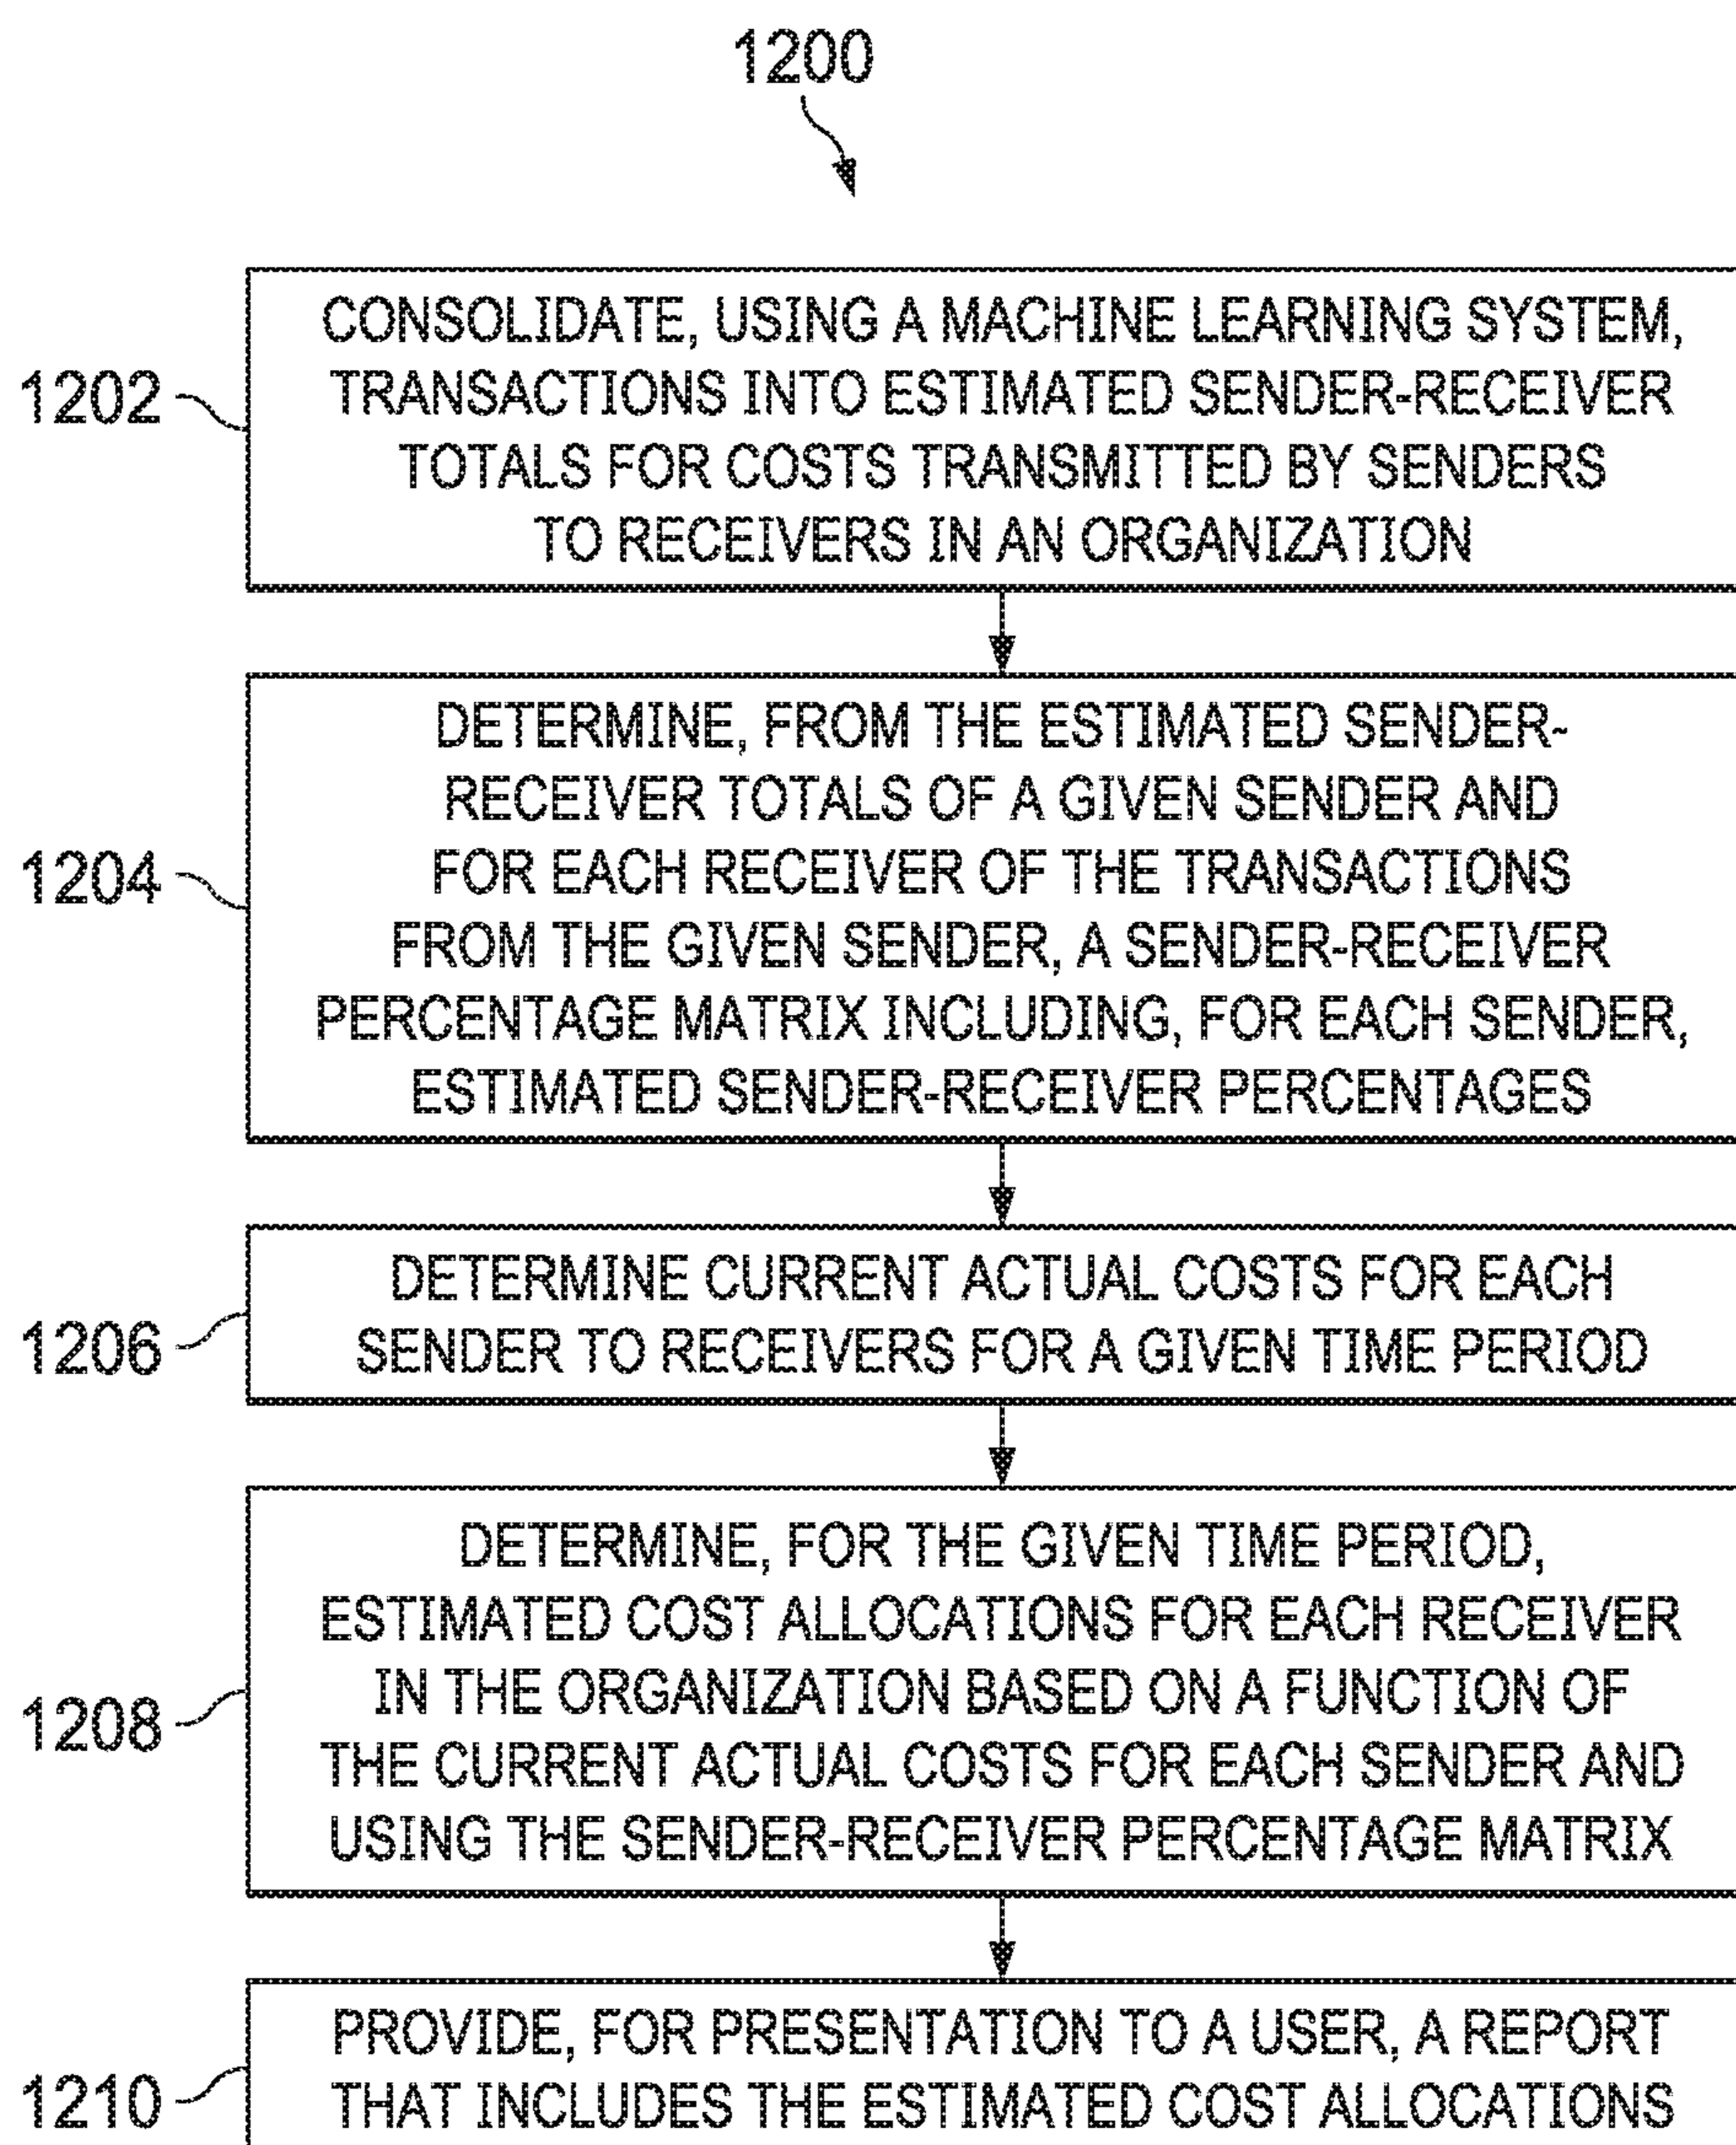 1200
1202
CONSOLIDATE, USING A MACHINE LEARNING SYSTEM,
TRANSACTIONS INTO ESTIMATED SENDER-RECEIVER
TOTALS FOR COSTS TRANSMITTED BY SENDERS
TO RECEIVERS IN AN ORGANIZATION
1204
DETERMINE, FROM THE ESTIMATED SENDER-
RECEIVER TOTALS OF A GIVEN SENDER AND
FOR EACH RECEIVER OF THE TRANSACTIONS
FROM THE GIVEN SENDER, A SENDER-RECEIVER
PERCENTAGE MATRIX INCLUDING, FOR EACH SENDER,
ESTIMATED SENDER-RECEIVER PERCENTAGES
1206
DETERMINE CURRENT ACTUAL COSTS FOR EACH
SENDER TO RECEIVERS FOR A GIVEN TIME PERIOD
1208
DETERMINE, FOR THE GIVEN TIME PERIOD,
ESTIMATED COST ALLOCATIONS FOR EACH RECEIVER
IN THE ORGANIZATION BASED ON A FUNCTION OF
THE CURRENT ACTUAL COSTS FOR EACH SENDER AND
USING THE SENDER-RECEIVER PERCENTAGE MATRIX
1210
PROVIDE, FOR PRESENTATION TO A USER, A REPORT
THAT INCLUDES THE ESTIMATED COST ALLOCATIONS